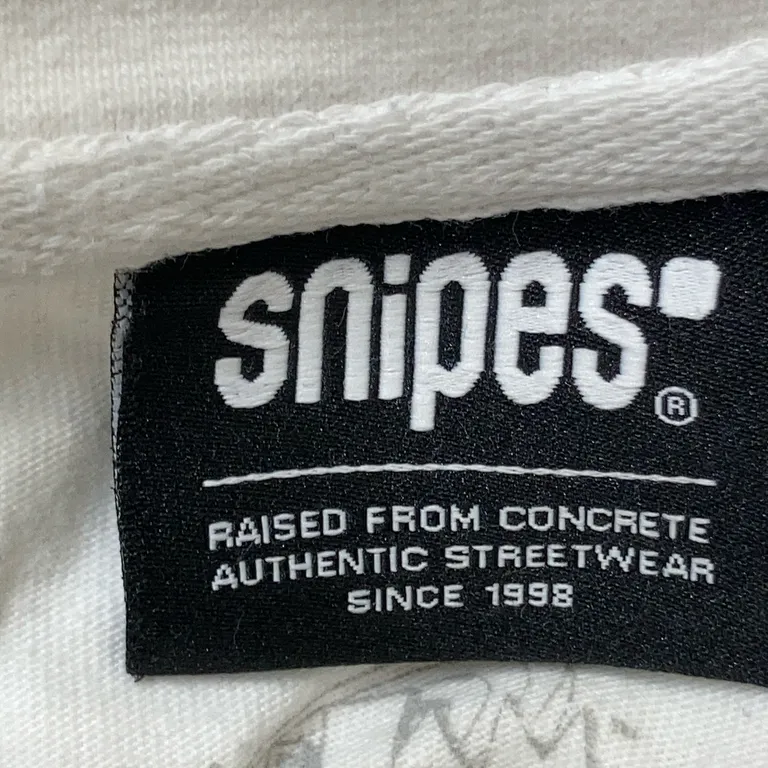 snipes®
RAISED FROM CONCRETE
AUTHENTIC STREETWEAR
SINCE 1998